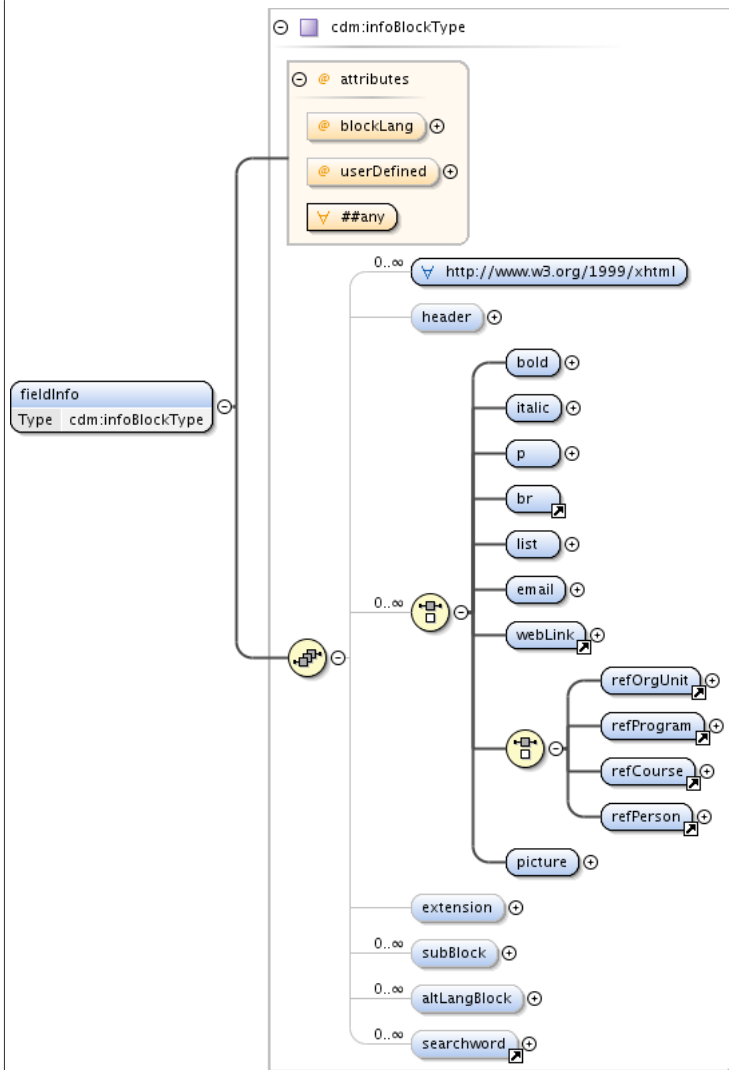 cdm:infoBlockType
@ attributes
@ blockLang
@ userDefined
∀ ##any
0..∞
∀ http://www.w3.org/1999/xhtml
header
bold
fieldInfo
italic
Type cdm:infoBlockType
p
br
list
email
0..∞
webLink
refOrgUnit
refProgram
refCourse
refPerson
picture
extension
0..∞
subBlock
0..∞
altLangBlock
0..∞
searchword